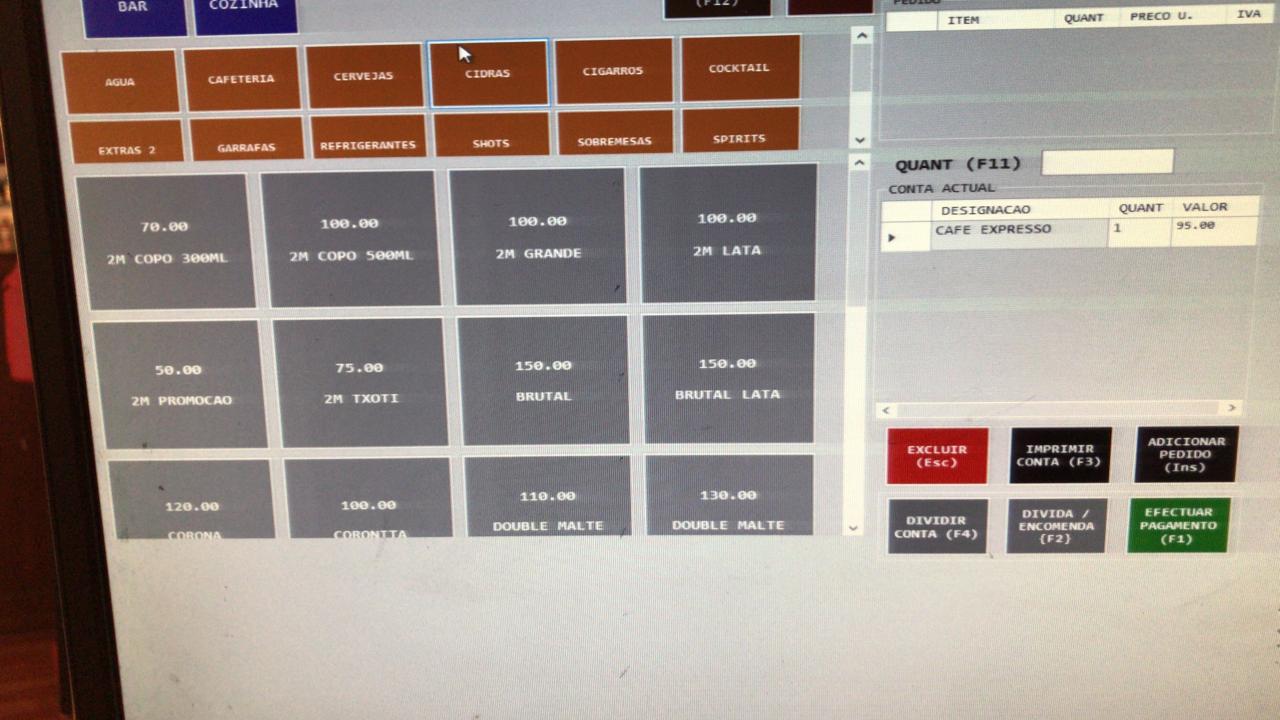 BAR
COZINHA
(F12)
PEDIDO
ITEM QUANT PRECO U. IVA
AGUA
CAFETERIA
CERVEJAS
CIDRAS
CIGARROS
COCKTAIL
EXTRAS 2
GARRAFAS
REFRIGERANTES
SHOTS
SOBREMESAS
SPIRITS
QUANT (F11)
CONTA ACTUAL
DESIGNACAO QUANT VALOR
CAFE EXPRESSO 1 95.00
70.00
2M COPO 300ML
100.00
2M COPO 500ML
100.00
2M GRANDE
100.00
2M LATA
50.00
2M PROMOCAO
75.00
2M TXOTI
150.00
BRUTAL
150.00
BRUTAL LATA
120.00
CORONA
100.00
CORONITA
110.00
DOUBLE MALTE
130.00
DOUBLE MALTE
EXCLUIR
(Esc)
IMPRIMIR
CONTA (F3)
ADICIONAR
PEDIDO
(Ins)
DIVIDIR
CONTA (F4)
DIVIDA /
ENCOMENDA
{F2}
EFECTUAR
PAGAMENTO
(F1)